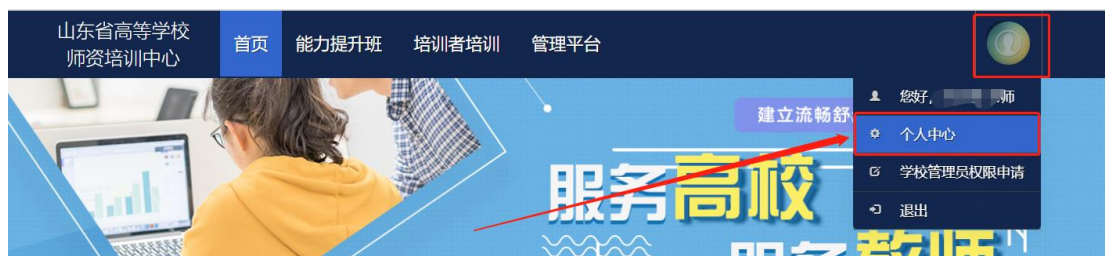 山东省高等学校
师资培训中心
首页 能力提升班 培训者培训 管理平台
您好, 师
建立流畅舒
个人中心
服务高校
学校管理员权限申请
退出
服务教师